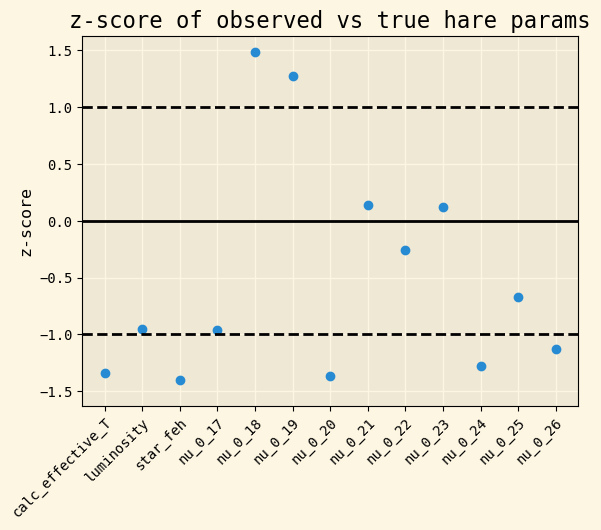 z-score of observed vs true hare params
z-score
1.5
1.0
0.5
0.0
−0.5
−1.0
−1.5
calc_effective_T
luminosity
star_feh
nu_0_17
nu_0_18
nu_0_19
nu_0_20
nu_0_21
nu_0_22
nu_0_23
nu_0_24
nu_0_25
nu_0_26